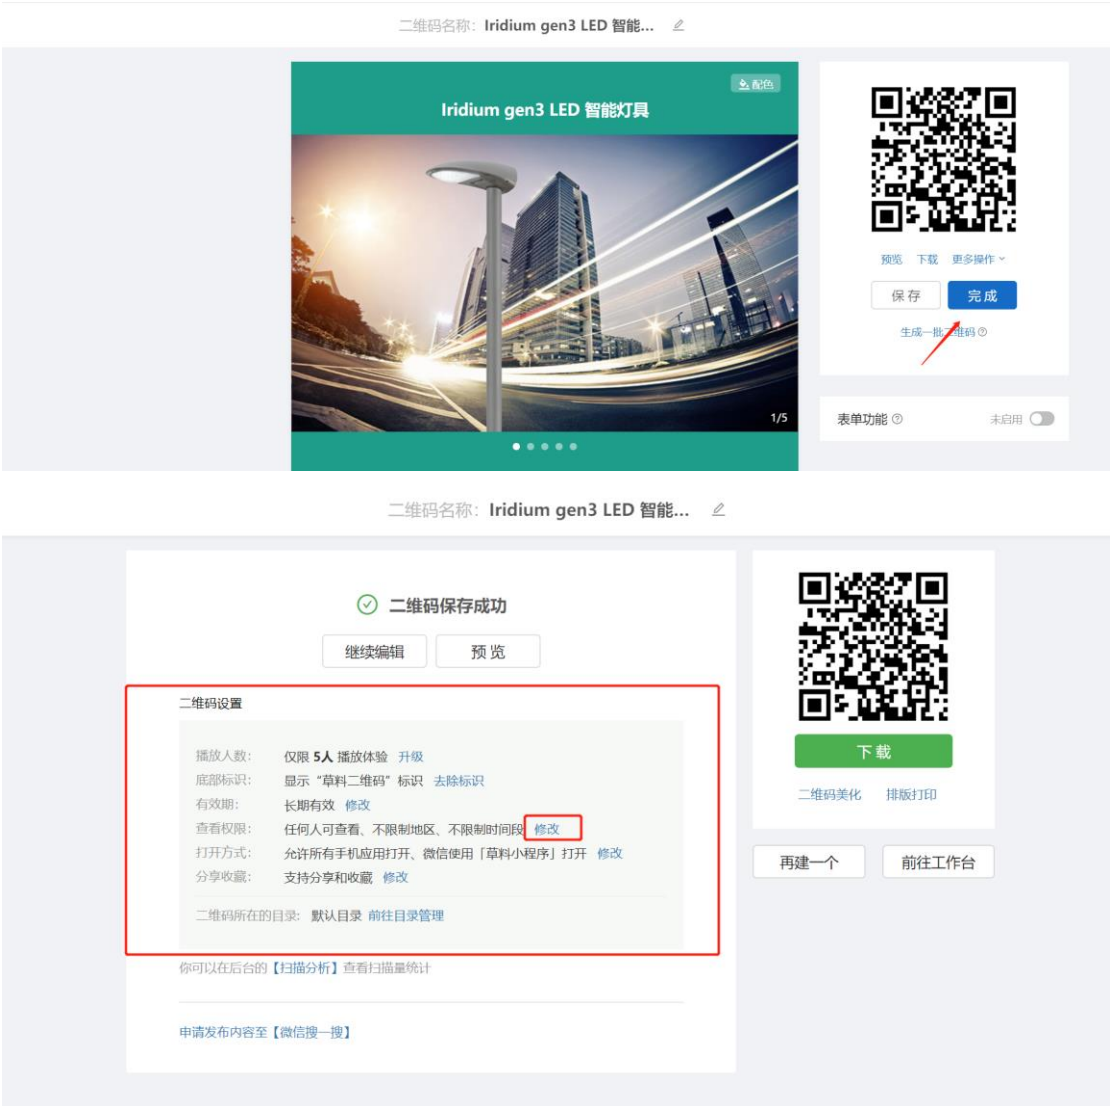 二维码名称: Iridium gen3 LED 智能...
配色
Iridium gen3 LED 智能灯具
1/5
预览 下载 更多操作
保存 完成
生成一批二维码
表单功能 未启用
二维码名称: Iridium gen3 LED 智能...
二维码保存成功
继续编辑 预览
二维码设置
播放人数: 仅限 5人 播放体验 升级
底部标识: 显示“草料二维码”标识 去除标识
有效期: 长期有效 修改
查看权限: 任何人可查看、不限制地区、不限制时间段 修改
打开方式: 允许所有手机应用打开、微信使用「草料小程序」打开 修改
分享收藏: 支持分享和收藏 修改
二维码所在的目录: 默认目录 前往目录管理
你可以在后台的【扫描分析】查看扫描量统计
申请发布内容至【微信搜一搜】
下载
二维码美化 排版打印
再建一个 前往工作台